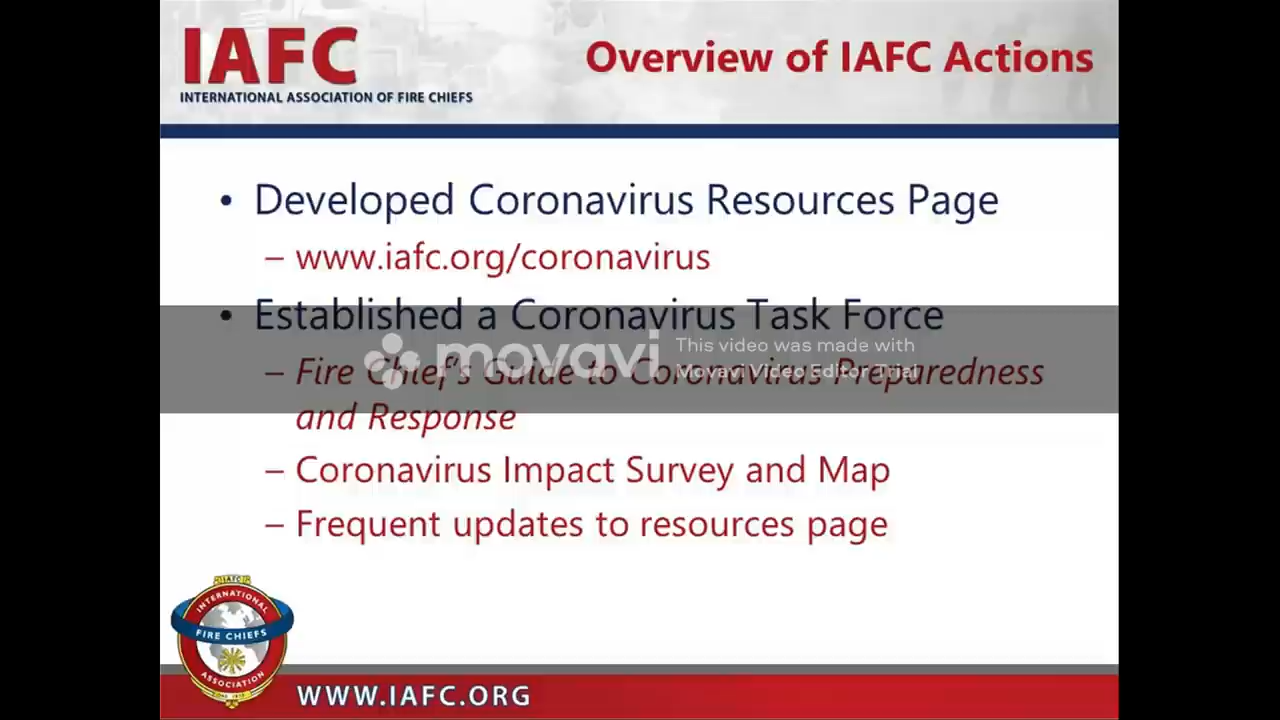 IAFC
INTERNATIONAL ASSOCIATION OF FIRE CHIEFS
Overview of IAFC Actions
• Developed Coronavirus Resources Page
– www.iafc.org/coronavirus
• Established a Coronavirus Task Force
– Fire Chief's Guide to Coronavirus Preparedness
and Response
– Coronavirus Impact Survey and Map
– Frequent updates to resources page
movavi
This video was made with
Movavi Video Editor Trial
IAFC
INTERNATIONAL
FIRE CHIEFS
ASSOCIATION
WWW.IAFC.ORG